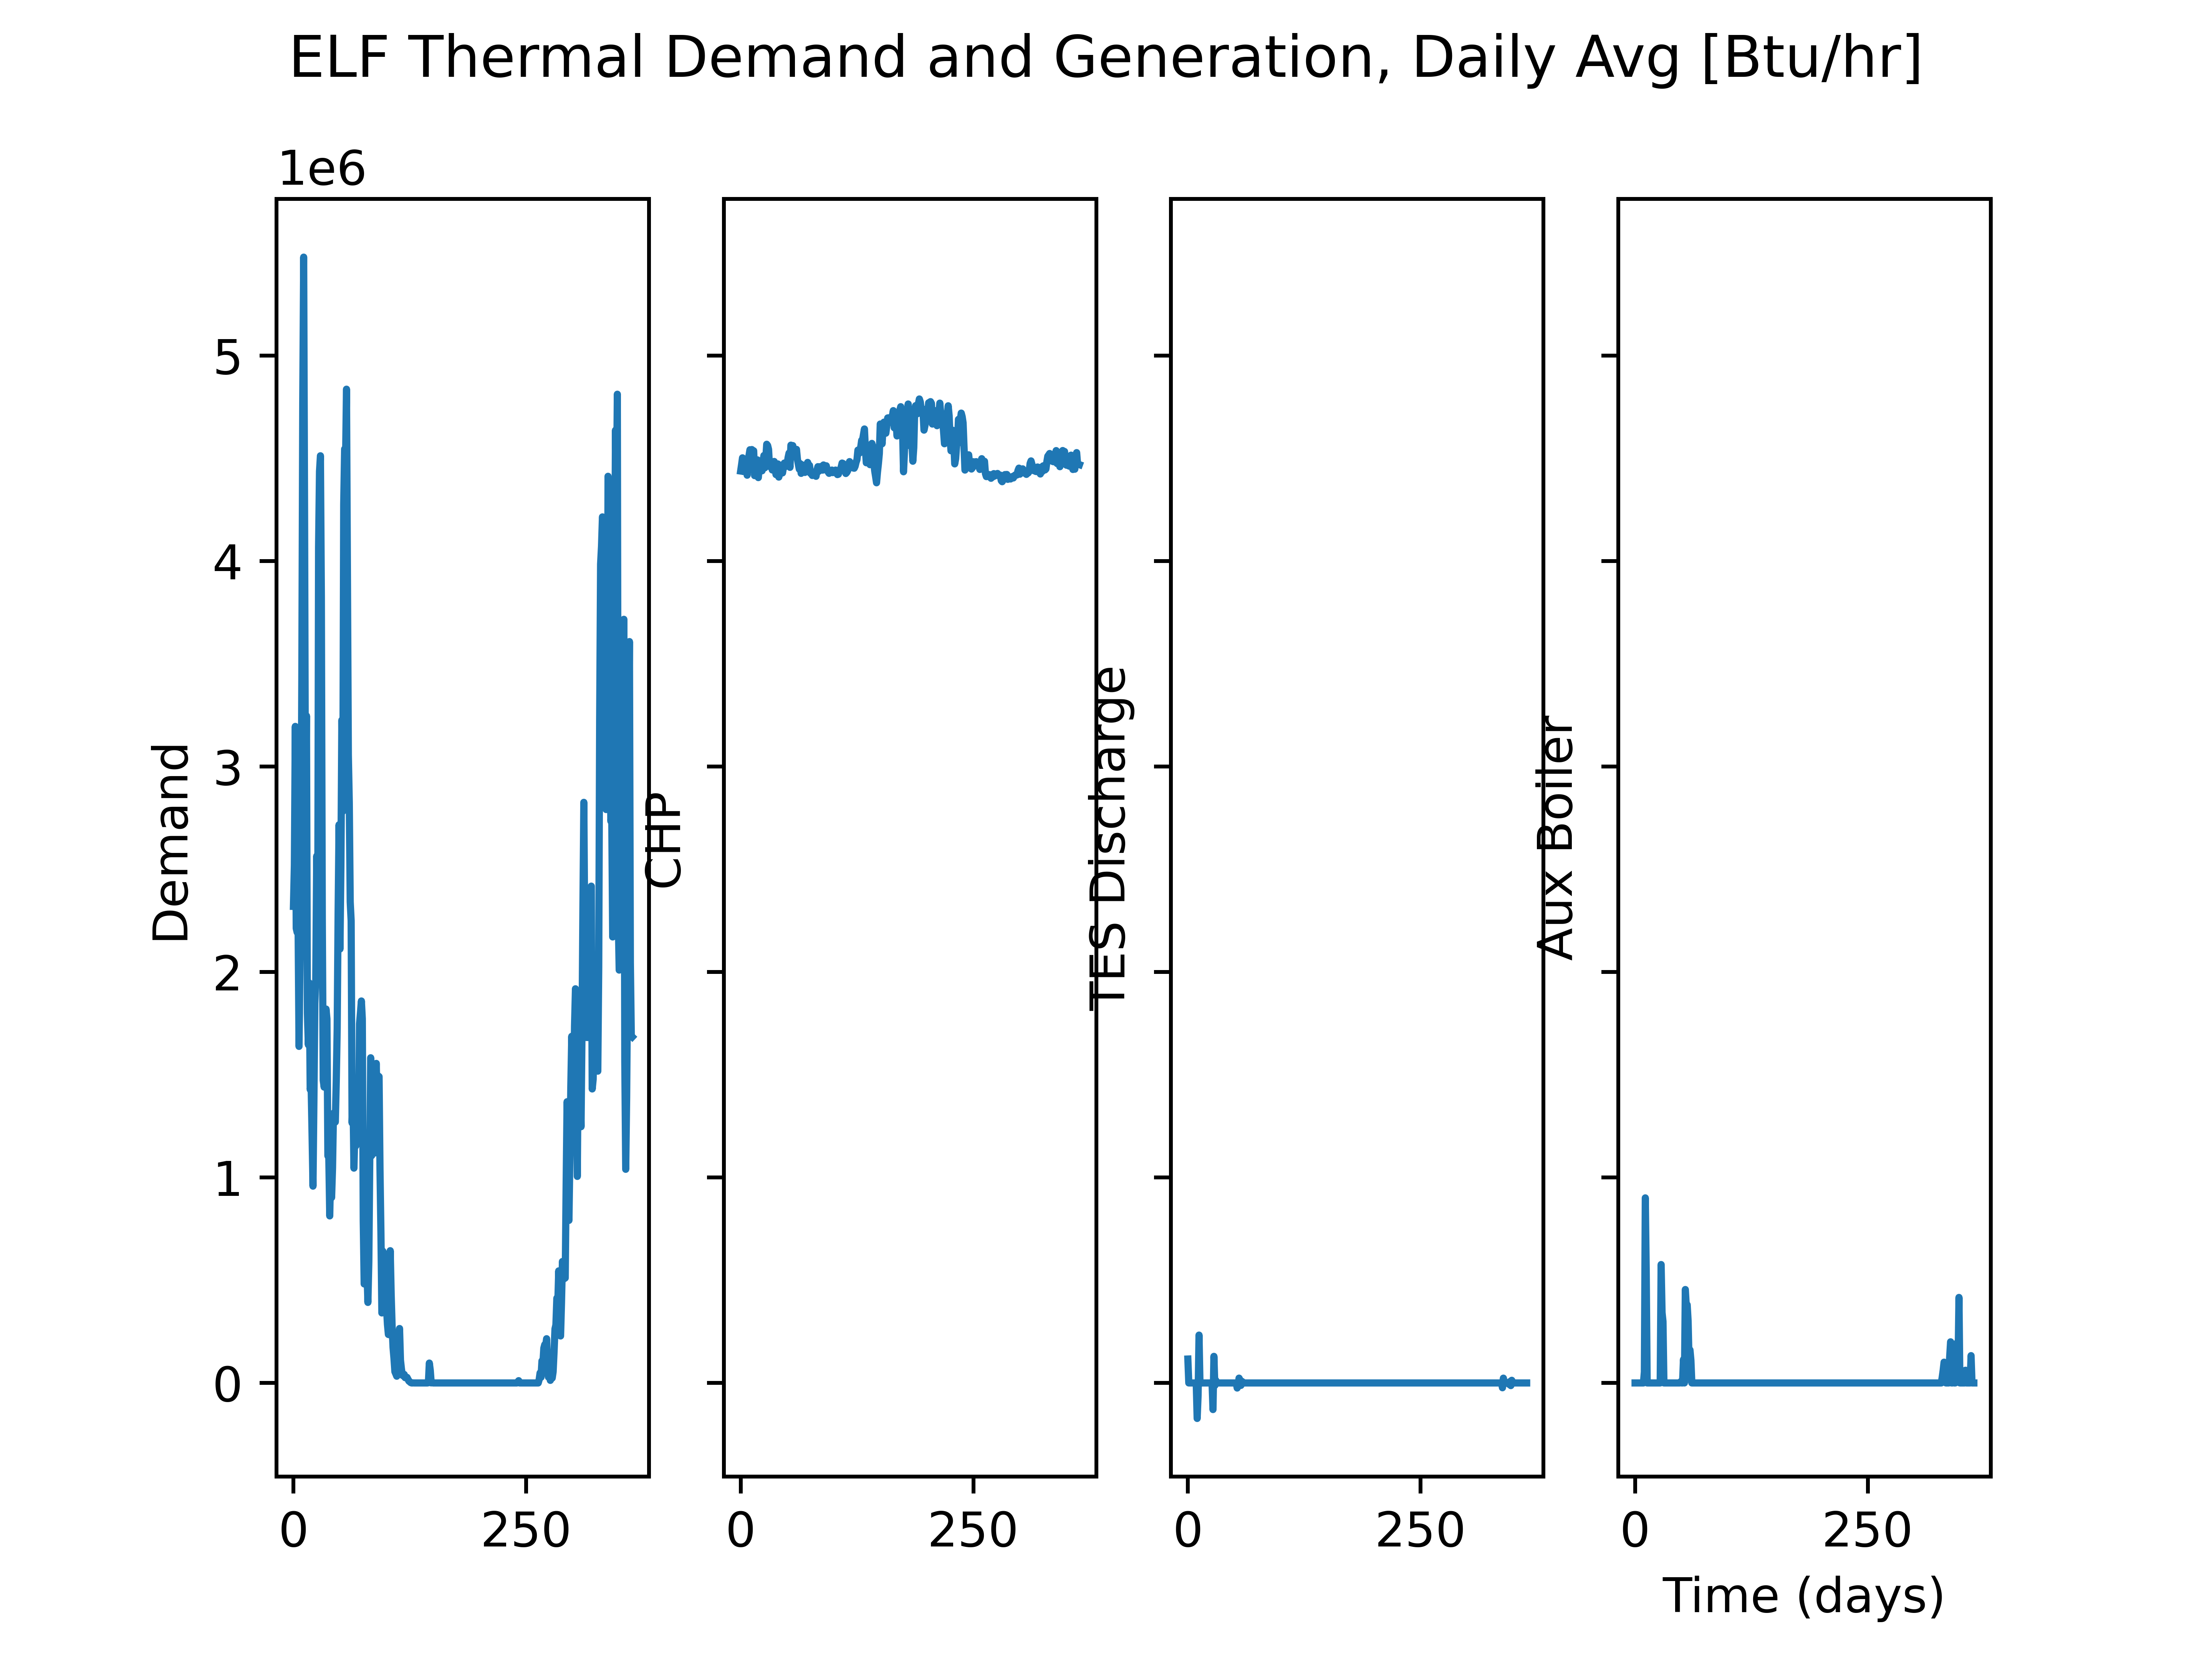 ELF Thermal Demand and Generation, Daily Avg [Btu/hr]
1e6
Demand
5
4
3
2
1
0
0 250
CHP
0 250
TES Discharge
0 250
Aux Boiler
0 250
Time (days)